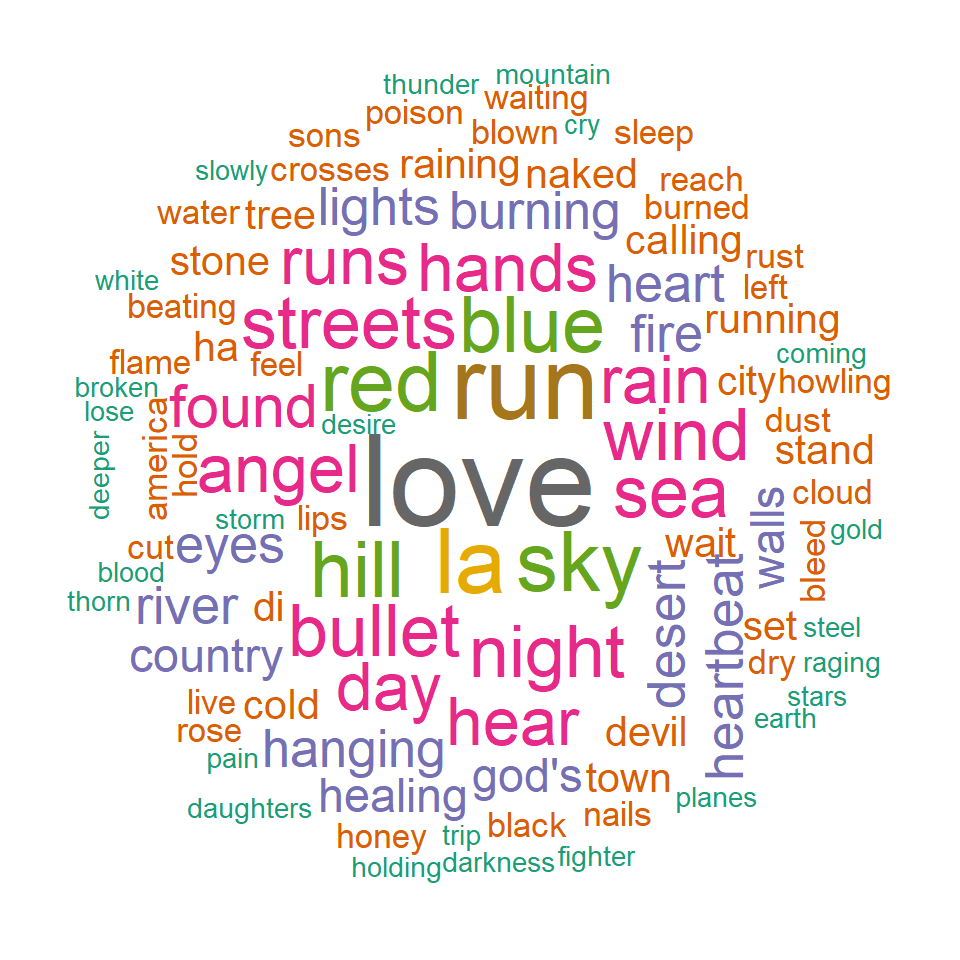 thunder mountain
poison waiting
sons blown cry sleep
slowly crosses raining naked reach
water tree lights burning burned
stone runs hands calling rust
white heart left
beating streets blue fire running
flame ha feel red run rain coming
broken found city howling
lose desire wind dust
deeper america hold angel love sea stand
storm lips cloud
cut eyes hill la sky wait walls bleed gold
blood
thorn river di desert heartbeat set steel
country bullet night dry raging
live cold day hear stars
rose devil earth
pain hanging god's town
daughters healing planes
honey trip black nails
holding darkness fighter